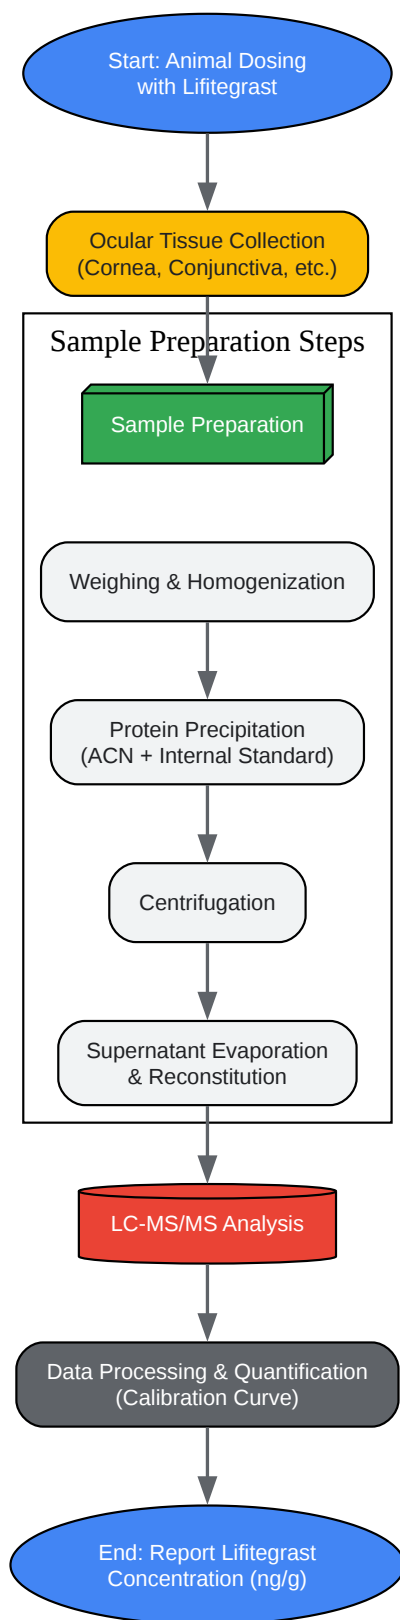 Start: Animal Dosing
with Lifitegrast
Ocular Tissue Collection
(Cornea, Conjunctiva, etc.)
Sample Preparation Steps
Sample Preparation
Weighing & Homogenization
Protein Precipitation
(ACN + Internal Standard)
Centrifugation
Supernatant Evaporation
& Reconstitution
LC-MS/MS Analysis
Data Processing & Quantification
(Calibration Curve)
End: Report Lifitegrast
Concentration (ng/g)